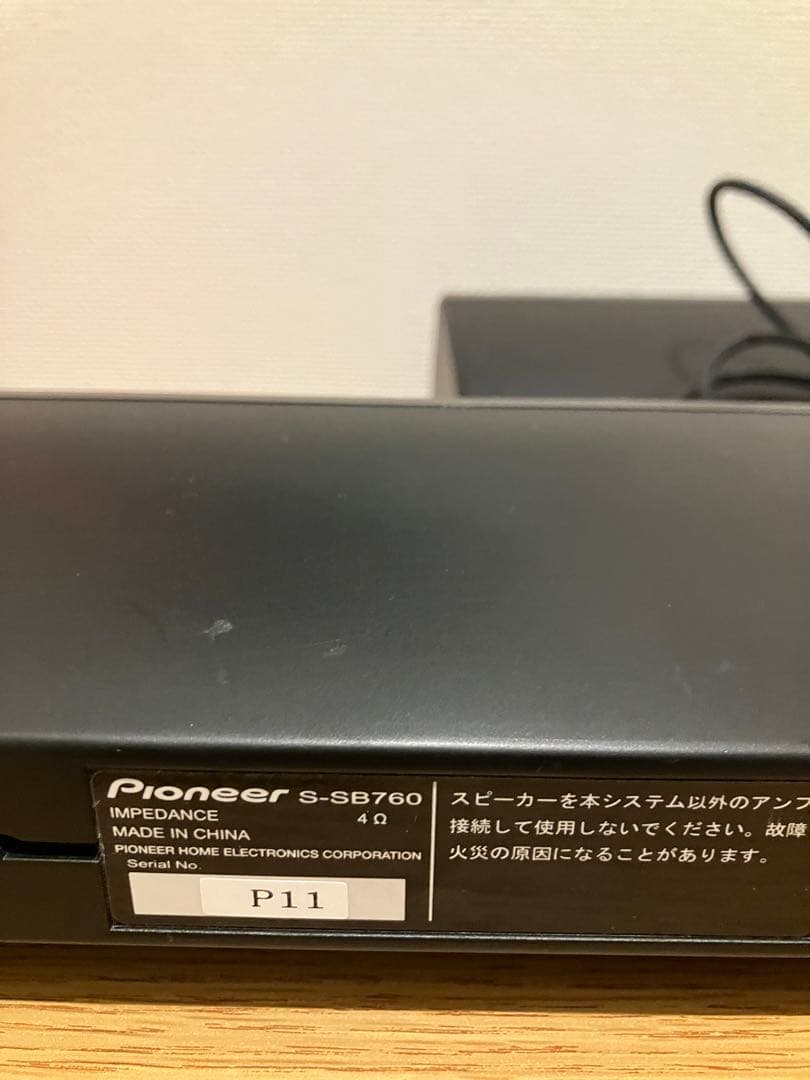 Pioneer S-SB760
IMPEDANCE 4Ω
MADE IN CHINA
PIONEER HOME ELECTRONICS CORPORATION
Serial No.
P11
スピーカーを本システム以外のアンプ
接続して使用しないでください。故障
火災の原因になることがあります。